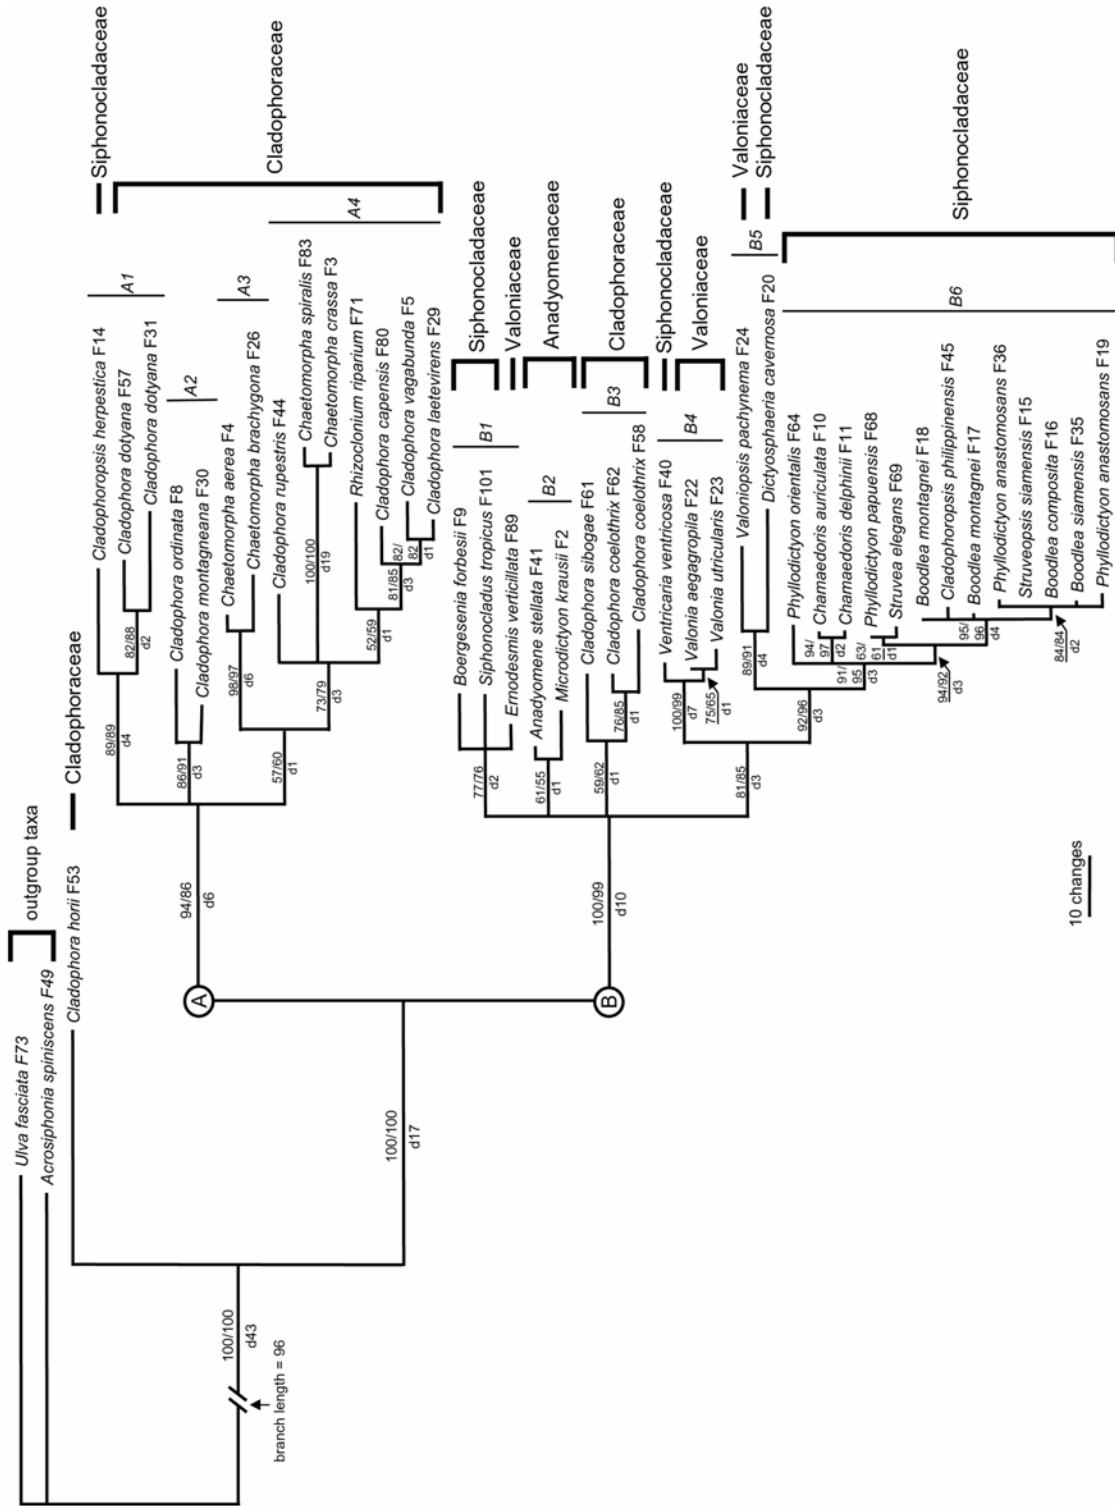 Ulva fasciata F73
Acrosiphonia spiniscens F49
outgroup taxa
Cladophora horii F53
Cladophoraceae
100/100
d43
branch length = 96
100/100
d17
A
94/86
d6
89/89
d4
Cladophoropsis herpestica F14
82/88
d2
Cladophora dotyana F57
Cladophora dotyana F31
A1
Siphonocladaceae
86/91
d3
Cladophora ordinata F8
Cladophora montagneana F30
A2
57/60
d1
98/97
d6
Chaetomorpha aerea F4
Chaetomorpha brachygona F26
A3
73/79
d3
Cladophora rupestris F44
100/100
d19
Chaetomorpha spiralis F83
Chaetomorpha crassa F3
52/59
d1
Rhizoclonium riparium F71
81/85
d3
Cladophora capensis F80
82/
82
d1
Cladophora vagabunda F5
Cladophora laetevirens F29
A4
Cladophoraceae
B
100/99
d10
77/76
d2
Boergesenia forbesii F9
Siphonocladus tropicus F101
Ernodesmis verticillata F89
B1
Siphonocladaceae
Valoniaceae
61/55
d1
Anadyomene stellata F41
Microdictyon krausii F2
B2
Anadyomenaceae
59/62
d1
Cladophora sibogae F61
76/85
d1
Cladophora coelothrix F62
Cladophora coelothrix F58
B3
Cladophoraceae
81/85
d3
100/99
d7
Ventricaria ventricosa F40
75/65
d1
Valonia aegagropila F22
Valonia utricularis F23
B4
Siphonocladaceae
Valoniaceae
92/96
d3
89/91
d4
Valoniopsis pachynema F24
Dictyosphaeria cavernosa F20
B5
Valoniaceae
Siphonocladaceae
91/
95
d3
Phyllodictyon orientalis F64
94/
97
d2
Chamaedoris auriculata F10
Chamaedoris delphinii F11
63/
61
d1
Phyllodictyon papuensis F68
Struvea elegans F69
94/92
d3
Boodlea montagnei F18
Cladophoropsis philippinensis F45
95/
96
d4
Boodlea montagnei F17
Phyllodictyon anastomosans F36
Struveopsis siamensis F15
84/84
d2
Boodlea composita F16
Boodlea siamensis F35
Phyllodictyon anastomosans F19
B6
Siphonocladaceae
10 changes